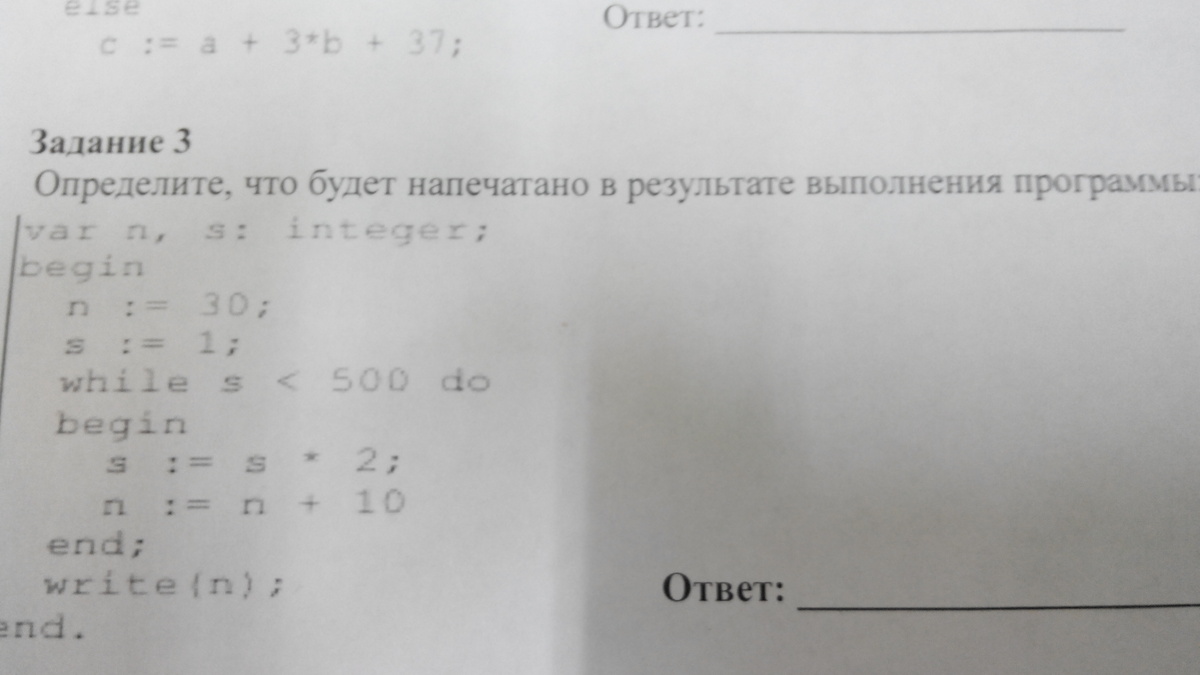 else
c := a + 3*b + 37;
Ответ:
Задание 3
Определите, что будет напечатано в результате выполнения программы:
var n, s: integer;
begin
n := 30;
s := 1;
while s < 500 do
begin
s := s * 2;
n := n + 10
end;
write(n);
end.
Ответ: